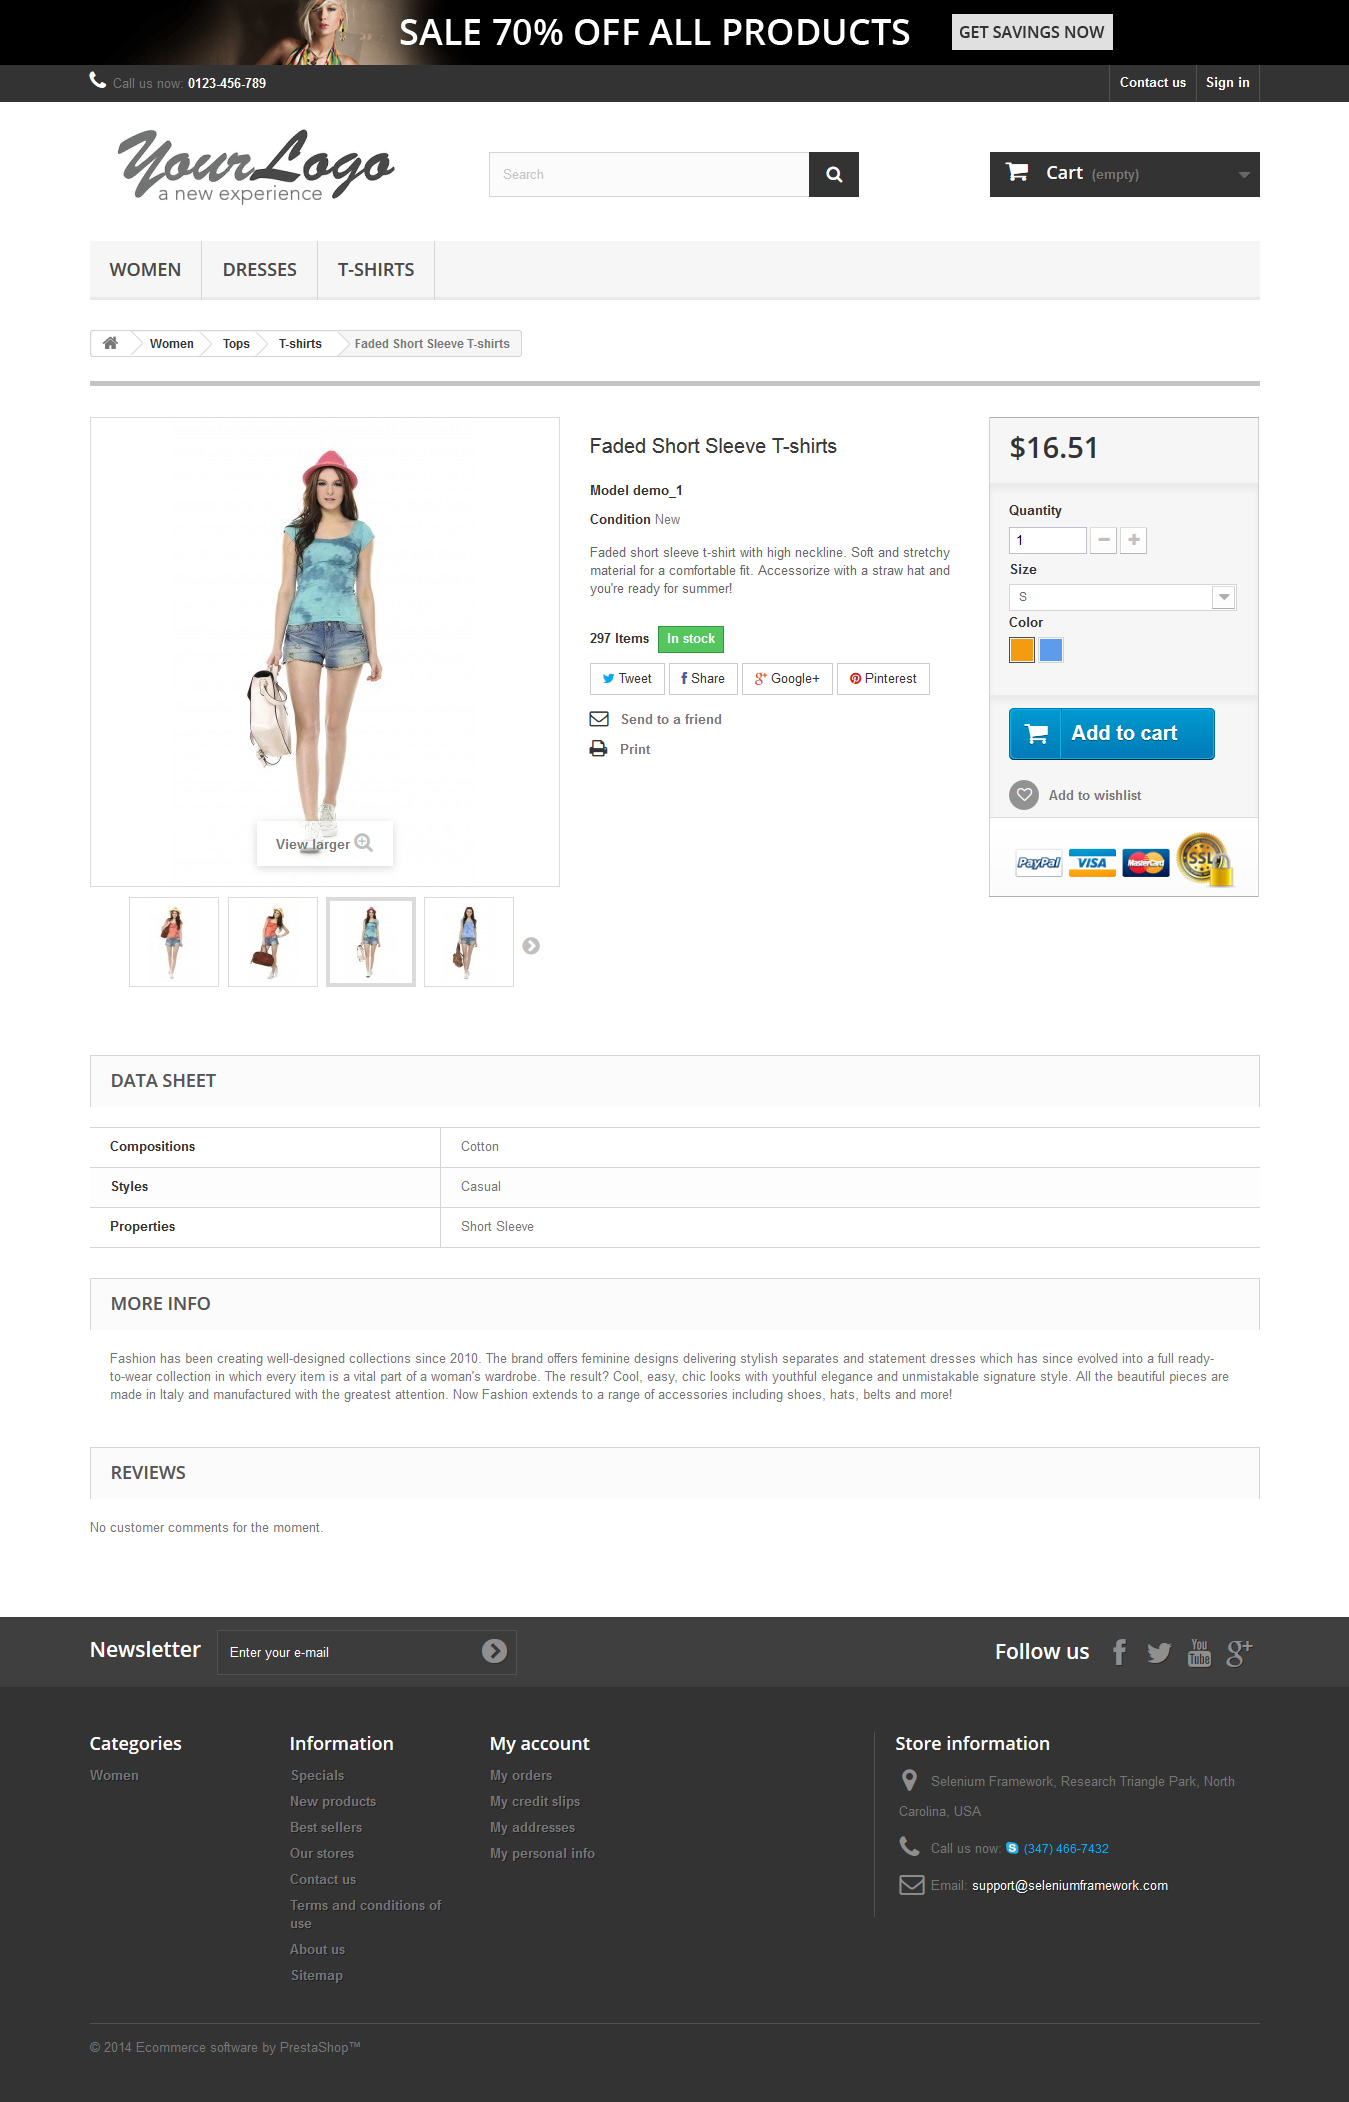 SALE 70% OFF ALL PRODUCTS GET SAVINGS NOW
Call us now: 0123-456-789 Contact us Sign in
YourLogo
a new experience
Search
Cart (empty)
WOMEN DRESSES T-SHIRTS
Women Tops T-shirts Faded Short Sleeve T-shirts
Faded Short Sleeve T-shirts
Model demo_1
Condition New
Faded short sleeve t-shirt with high neckline. Soft and stretchy
material for a comfortable fit. Accessorize with a straw hat and
you're ready for summer!
297 Items In stock
Tweet Share Google+ Pinterest
Send to a friend
Print
$16.51
Quantity
1
Size
S
Color
Add to cart
Add to wishlist
PayPal VISA MasterCard SSL
View larger
DATA SHEET
Compositions Cotton
Styles Casual
Properties Short Sleeve
MORE INFO
Fashion has been creating well-designed collections since 2010. The brand offers feminine designs delivering stylish separates and statement dresses which has since evolved into a full ready-
to-wear collection in which every item is a vital part of a woman's wardrobe. The result? Cool, easy, chic looks with youthful elegance and unmistakable signature style. All the beautiful pieces are
made in Italy and manufactured with the greatest attention. Now Fashion extends to a range of accessories including shoes, hats, belts and more!
REVIEWS
No customer comments for the moment.
Newsletter Enter your e-mail
Follow us You Tube
Categories
Women
Information
Specials
New products
Best sellers
Our stores
Contact us
Terms and conditions of
use
About us
Sitemap
My account
My orders
My credit slips
My addresses
My personal info
Store information
Selenium Framework, Research Triangle Park, North
Carolina, USA
Call us now: (347) 466-7432
Email: support@seleniumframework.com
© 2014 Ecommerce software by PrestaShop™